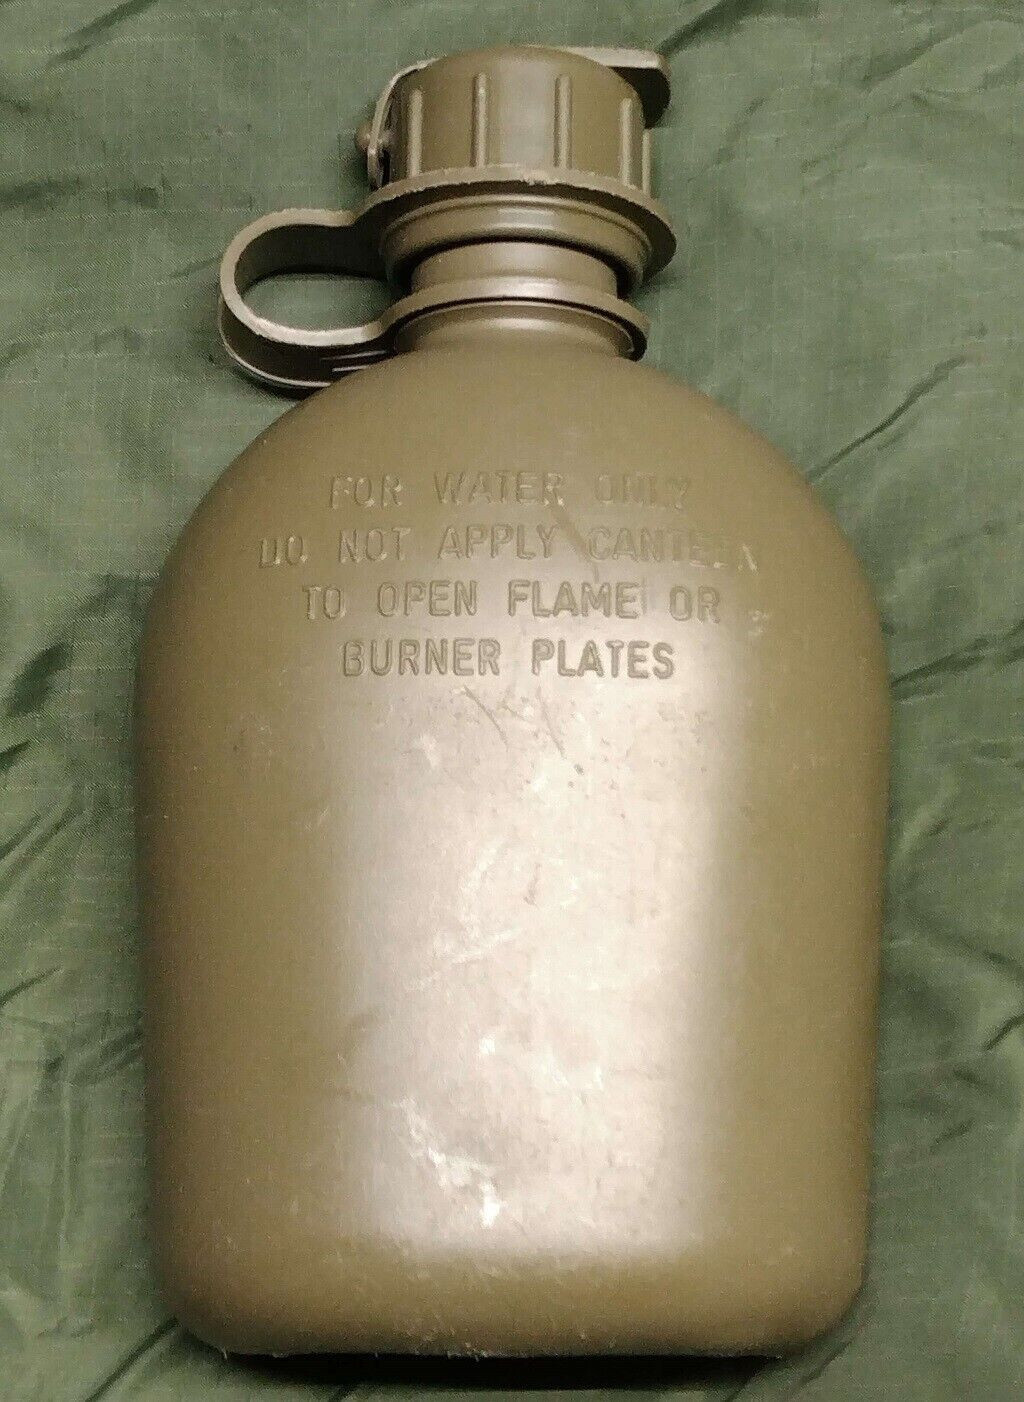 FOR WATER ONLY
DO NOT APPLY CANTEEN
TO OPEN FLAME OR
BURNER PLATES